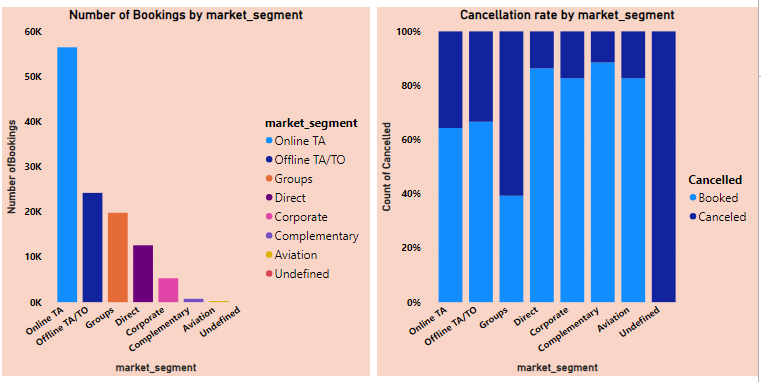 Number of Bookings by market_segment
60K
50K
40K
30K
20K
10K
0K
Number ofBookings
Online TA
Offline TA/TO
Groups
Direct
Corporate
Complementary
Aviation
Undefined
market_segment
market_segment
Online TA
Offline TA/TO
Groups
Direct
Corporate
Complementary
Aviation
Undefined
Cancellation rate by market_segment
100%
80%
60%
40%
20%
0%
Count of Cancelled
Online TA
Offline TA/TO
Groups
Direct
Corporate
Complementary
Aviation
Undefined
market_segment
Cancelled
Booked
Canceled